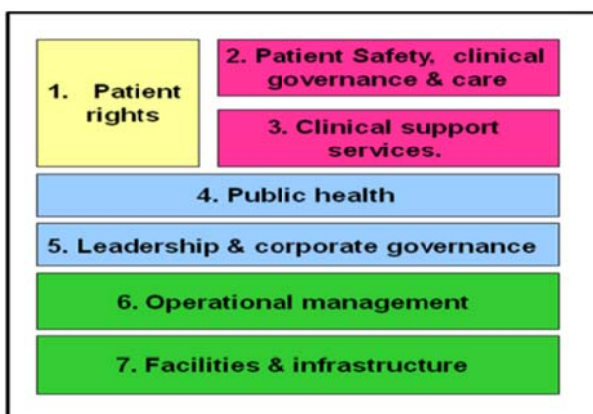 1. Patient
rights
2. Patient Safety, clinical
governance & care
3. Clinical support
services.
4. Public health
5. Leadership & corporate governance
6. Operational management
7. Facilities & infrastructure